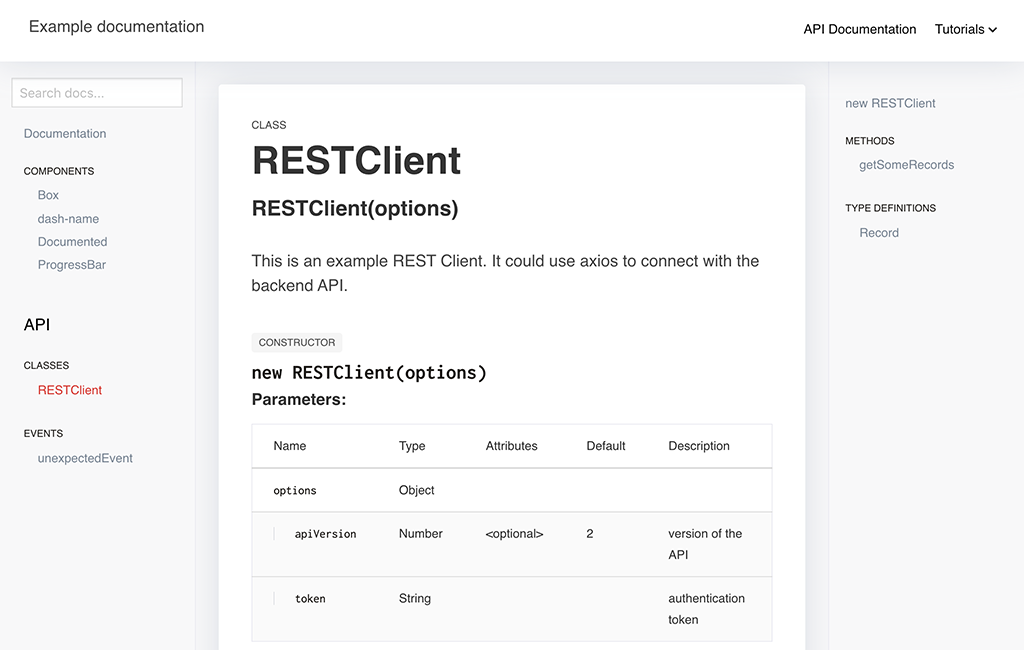 Example documentation
API Documentation
Tutorials
Search docs...
Documentation
COMPONENTS
Box
dash-name
Documented
ProgressBar
API
CLASSES
RESTClient
EVENTS
unexpectedEvent
CLASS
RESTClient
RESTClient(options)
This is an example REST Client. It could use axios to connect with the
backend API.
CONSTRUCTOR
new RESTClient(options)
Parameters:
Name Type Attributes Default Description
options Object
apiVersion Number <optional> 2 version of the
API
token String authentication
token
new RESTClient
METHODS
getSomeRecords
TYPE DEFINITIONS
Record